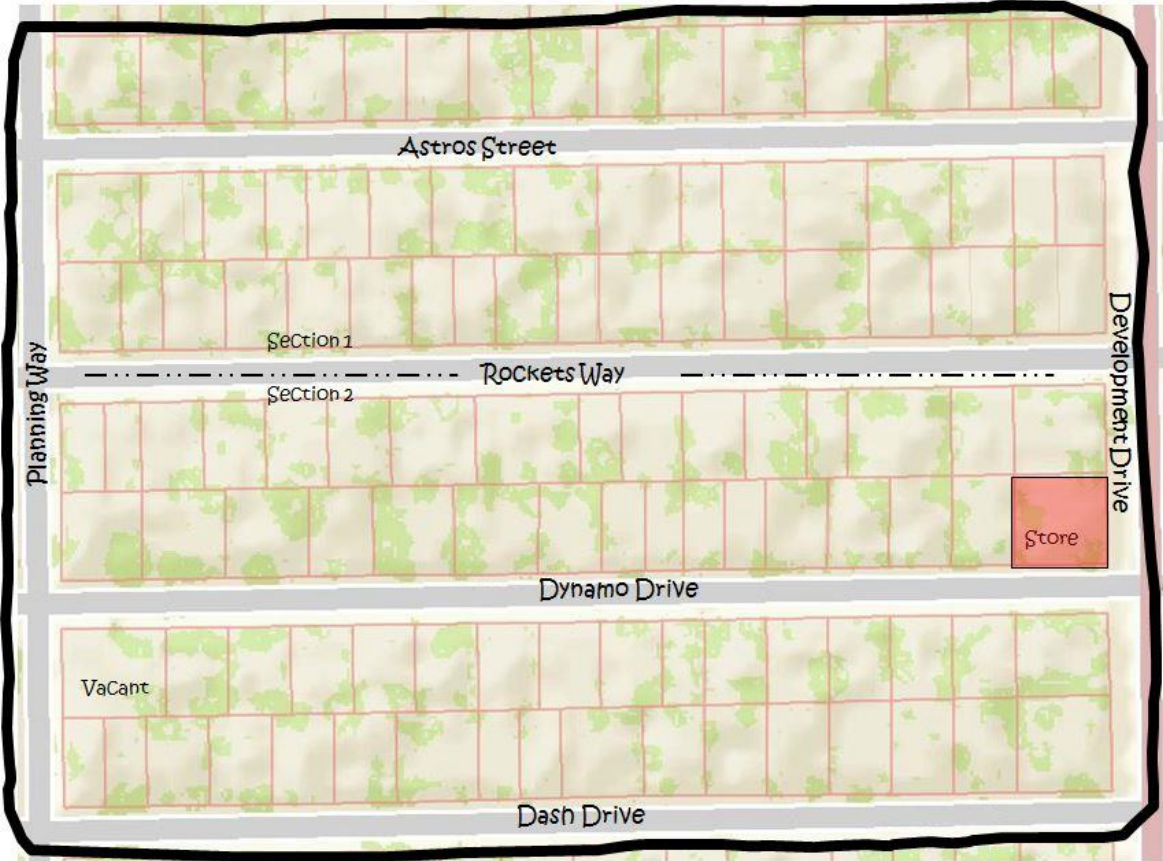 Astros Street
Section 1
Rockets Way
Section 2
Planning Way
Development Drive
Store
Dynamo Drive
Vacant
Dash Drive